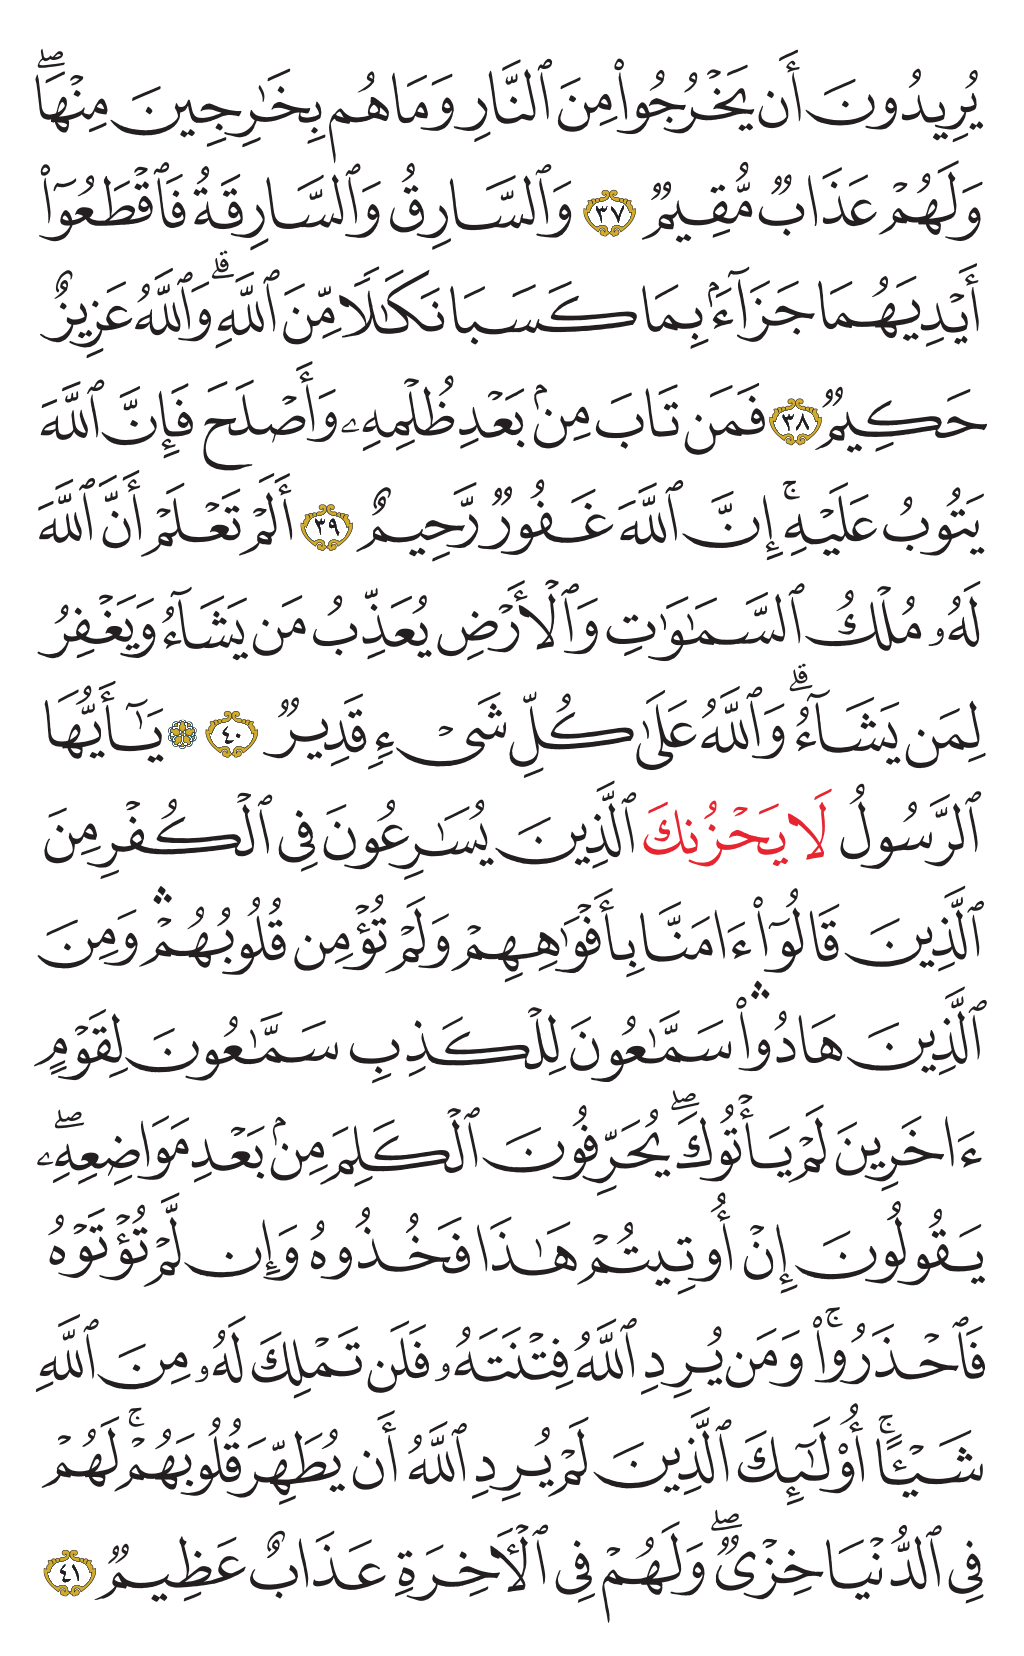 يُرِيدُونَ أَن يَخْرُجُوا۟ مِنَ ٱلنَّارِ وَمَا هُم بِخَـٰرِجِينَ مِنْهَا ۖ
وَلَهُمْ عَذَابٌ مُّقِيمٌ ٣٧ وَٱلسَّارِقُ وَٱلسَّارِقَةُ فَٱقْطَعُوٓا۟
أَيْدِيَهُمَا جَزَآءًۢ بِمَا كَسَبَا نَكَـٰلًا مِّنَ ٱللَّهِ ۗ وَٱللَّهُ عَزِيزٌ
حَكِيمٌ ٣٨ فَمَن تَابَ مِنۢ بَعْدِ ظُلْمِهِۦ وَأَصْلَحَ فَإِنَّ ٱللَّهَ
يَتُوبُ عَلَيْهِ ۚ إِنَّ ٱللَّهَ غَفُورٌ رَّحِيمٌ ٣٩ أَلَمْ تَعْلَمْ أَنَّ ٱللَّهَ
لَهُۥ مُلْكُ ٱلسَّمَـٰوَٰتِ وَٱلْأَرْضِ يُعَذِّبُ مَن يَشَآءُ وَيَغْفِرُ
لِمَن يَشَآءُ ۗ وَٱللَّهُ عَلَىٰ كُلِّ شَىْءٍ قَدِيرٌ ٤٠ ۞ يَـٰٓأَيُّهَا
ٱلرَّسُولُ لَا يَحْزُنكَ ٱلَّذِينَ يُسَـٰرِعُونَ فِى ٱلْكُفْرِ مِنَ
ٱلَّذِينَ قَالُوٓا۟ ءَامَنَّا بِأَفْوَٰهِهِمْ وَلَمْ تُؤْمِن قُلُوبُهُمْ ۛ وَمِنَ
ٱلَّذِينَ هَادُوا۟ ۛ سَمَّـٰعُونَ لِلْكَذِبِ سَمَّـٰعُونَ لِقَوْمٍ
ءَاخَرِينَ لَمْ يَأْتُوكَ ۖ يُحَرِّفُونَ ٱلْكَلِمَ مِنۢ بَعْدِ مَوَاضِعِهِۦ ۖ
يَقُولُونَ إِنْ أُوتِيتُمْ هَـٰذَا فَخُذُوهُ وَإِن لَّمْ تُؤْتَوْهُ
فَٱحْذَرُوا۟ ۚ وَمَن يُرِدِ ٱللَّهُ فِتْنَتَهُۥ فَلَن تَمْلِكَ لَهُۥ مِنَ ٱللَّهِ
شَيْـًٔا ۚ أُو۟لَـٰٓئِكَ ٱلَّذِينَ لَمْ يُرِدِ ٱللَّهُ أَن يُطَهِّرَ قُلُوبَهُمْ ۚ لَهُمْ
فِى ٱلدُّنْيَا خِزْىٌ ۖ وَلَهُمْ فِى ٱلْـَٔاخِرَةِ عَذَابٌ عَظِيمٌ ٤١